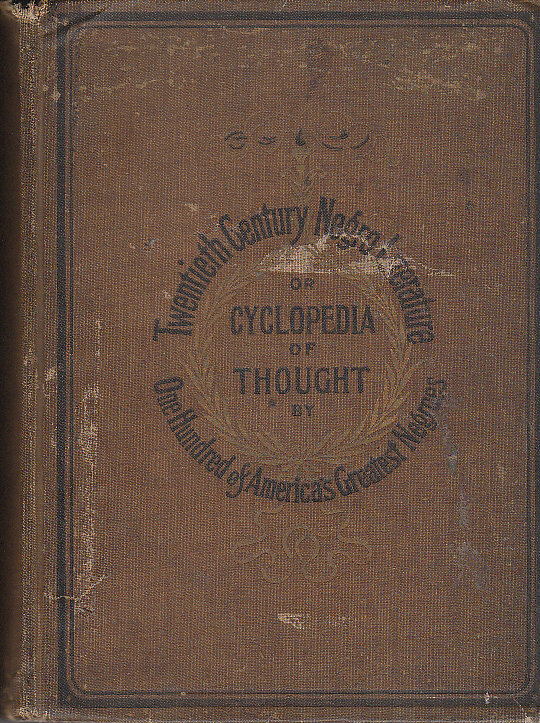 Twentieth Century Negro Literature
OR
CYCLOPEDIA
OF
THOUGHT
BY
One Hundred of America's Greatest Negroes